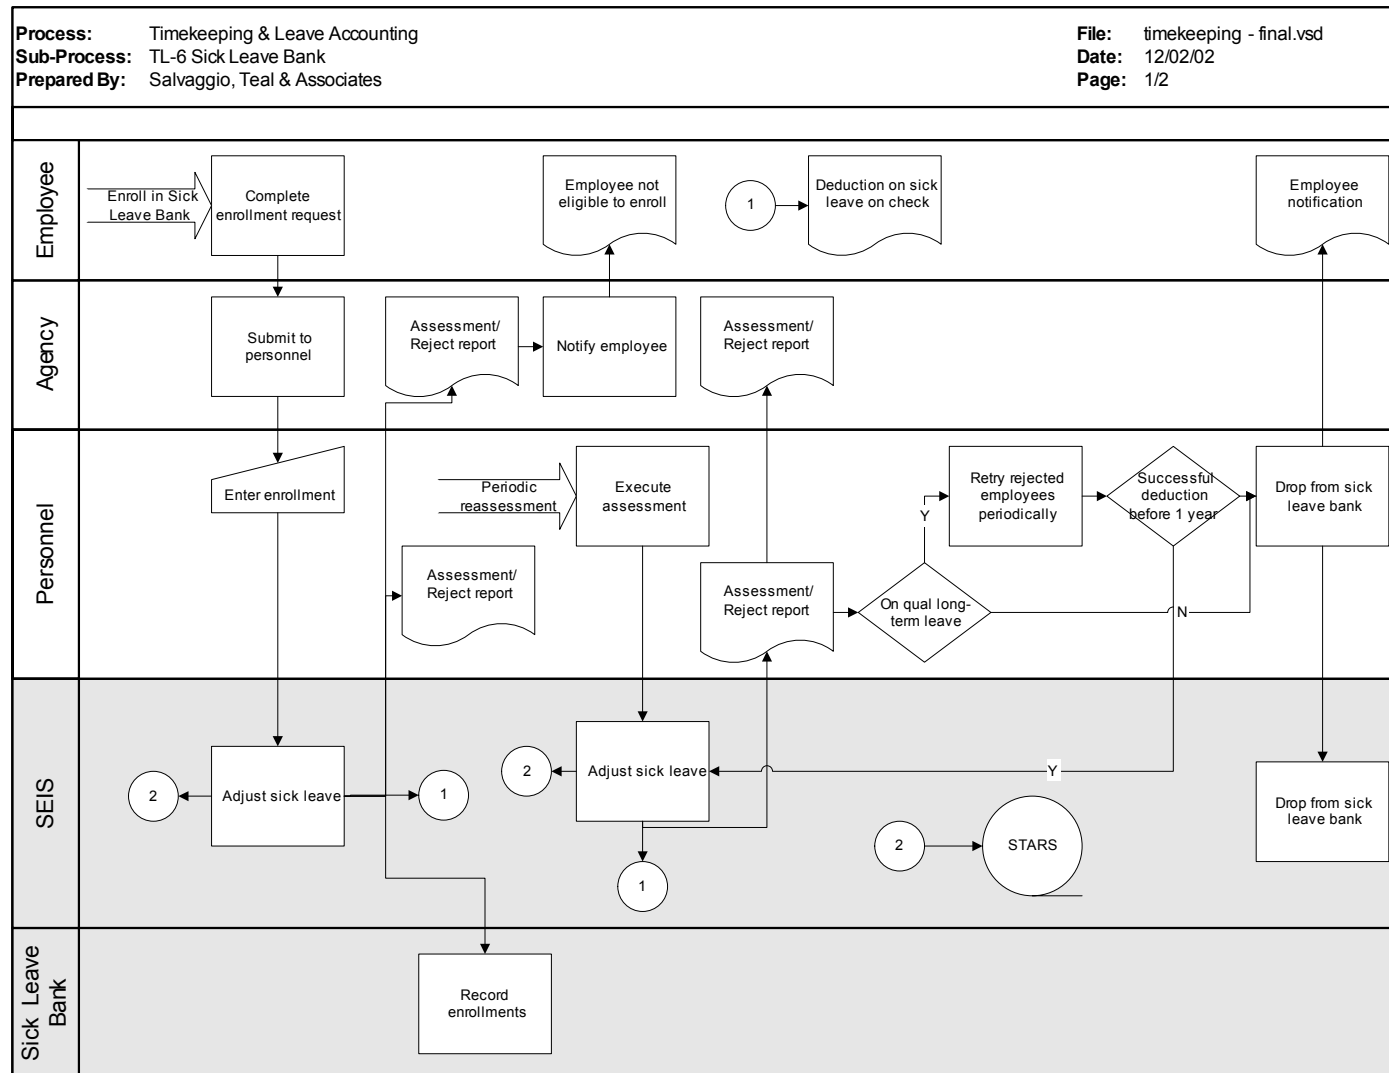 Process: Timekeeping & Leave Accounting
Sub-Process: TL-6 Sick Leave Bank
Prepared By: Salvaggio, Teal & Associates
File: timekeeping - final.vsd
Date: 12/02/02
Page: 1/2
Employee
Enroll in Sick
Leave Bank
Complete
enrollment request
Employee not
eligible to enroll
1
Deduction on sick
leave on check
Employee
notification
Agency
Submit to
personnel
Assessment/
Reject report
Notify employee
Assessment/
Reject report
Personnel
Enter enrollment
Periodic
reassessment
Execute
assessment
Assessment/
Reject report
Assessment/
Reject report
On qual long-
term leave
Y
N
Retry rejected
employees
periodically
Successful
deduction
before 1 year
Drop from sick
leave bank
SEIS
2
Adjust sick leave
1
2
Adjust sick leave
1
Y
2
STARS
Drop from sick
leave bank
Sick Leave
Bank
Record
enrollments